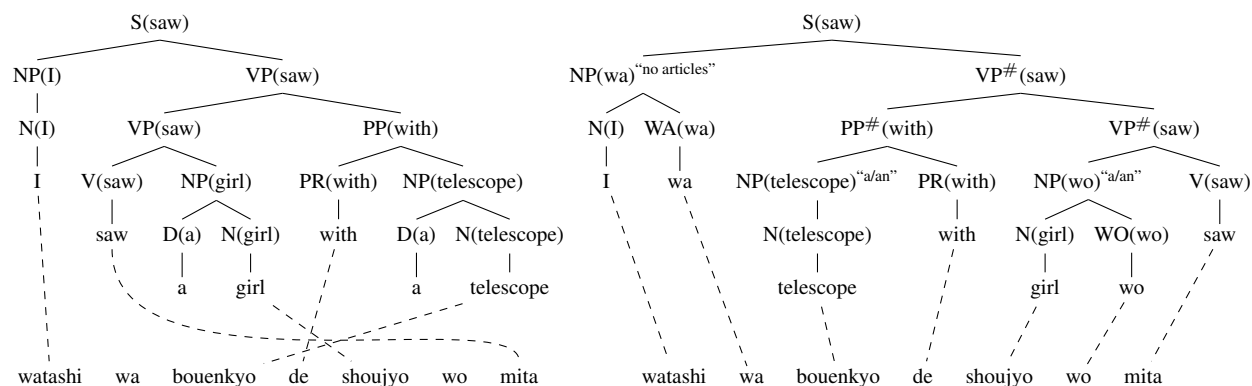 S(saw) S(saw)
NP(I) VP(saw) NP(wa)“no articles” VP#(saw)
N(I) VP(saw) PP(with) N(I) WA(wa) PP#(with) VP#(saw)
I V(saw) NP(girl) PR(with) NP(telescope) I wa NP(telescope)“a/an” PR(with) NP(wo)“a/an” V(saw)
saw D(a) N(girl) with D(a) N(telescope) N(telescope) with N(girl) WO(wo) saw
a girl a telescope telescope girl wo
watashi wa bouenkyo de shoujyo wo mita watashi wa bouenkyo de shoujyo wo mita